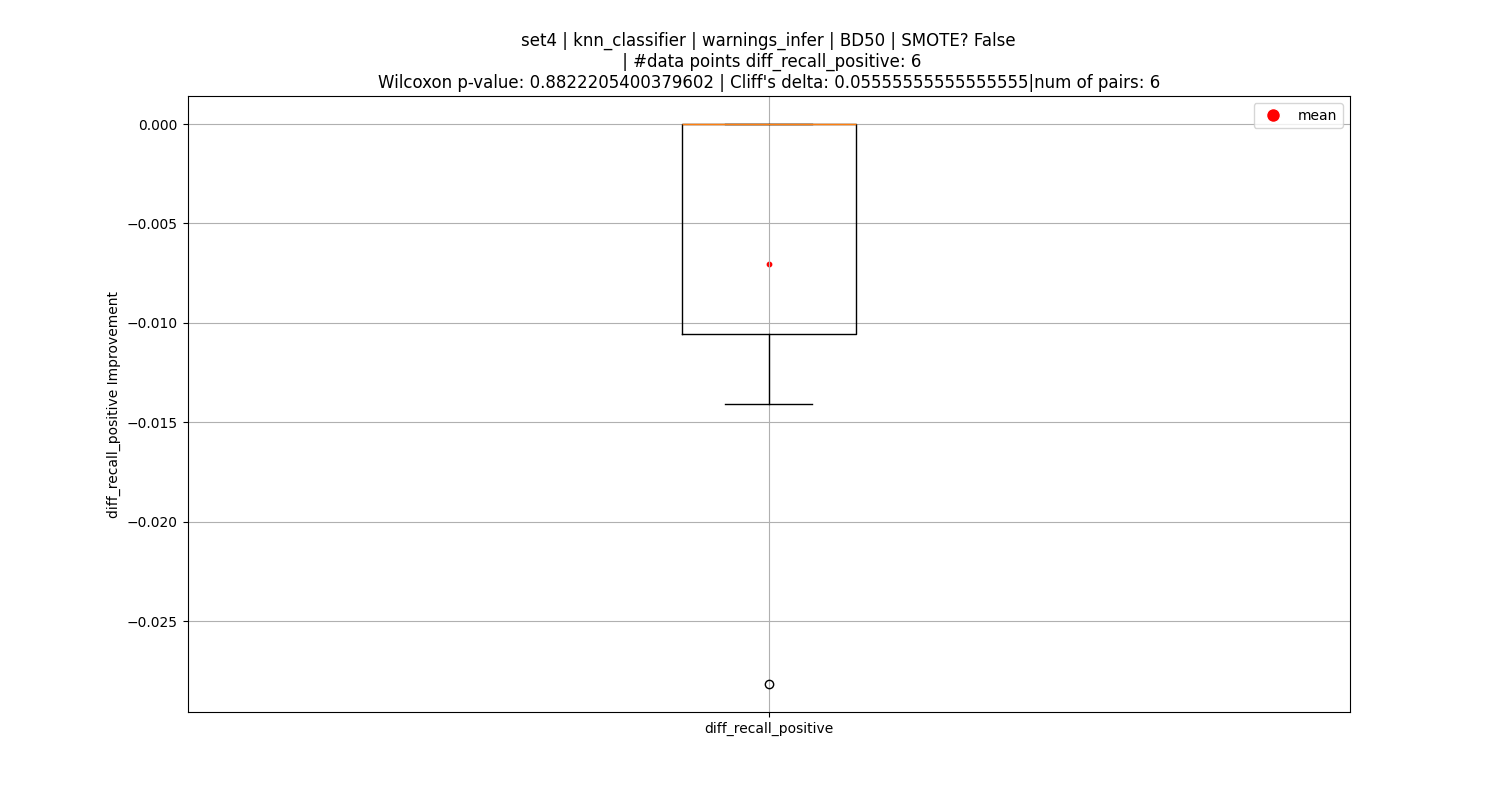 set4 | knn_classifier | warnings_infer | BD50 | SMOTE? False
| #data points diff_recall_positive: 6
Wilcoxon p-value: 0.8822205400379602 | Cliff's delta: 0.05555555555555555|num of pairs: 6
mean
0.000
−0.005
−0.010
−0.015
−0.020
−0.025
diff_recall_positive Improvement
diff_recall_positive